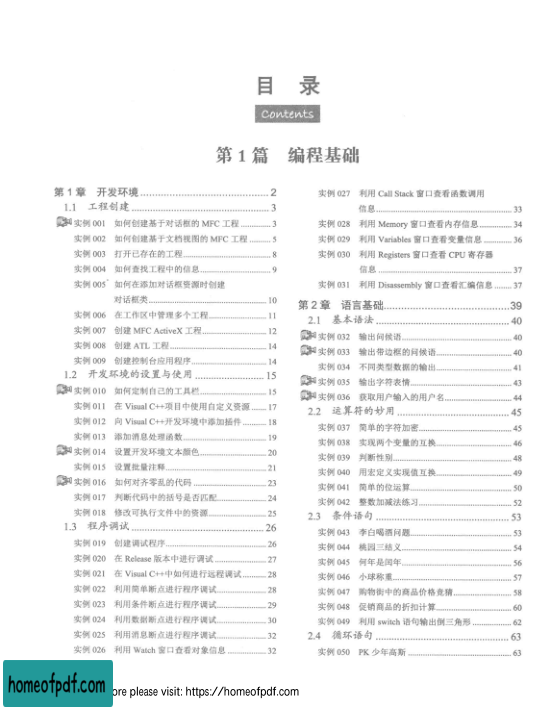 目 录
Contents
第 1 篇 编程基础
第 1 章 开发环境 2
1.1 工程创建 3
实例 001 如何创建基于对话框的 MFC 工程 3
实例 002 如何创建基于文档视图的 MFC 工程 5
实例 003 打开已存在的工程 8
实例 004 如何查找工程中的信息 9
实例 005 如何在添加对话框资源时创建
对话框类 10
实例 006 在工作区中管理多个工程 11
实例 007 创建 MFC ActiveX 工程 12
实例 008 创建 ATL 工程 14
实例 009 创建控制台应用程序 14
1.2 开发环境的设置与使用 15
实例 010 如何定制自己的工具栏 15
实例 011 在 Visual C++项目中使用自定义资源 17
实例 012 向 Visual C++开发环境中添加插件 18
实例 013 添加消息处理函数 19
实例 014 设置开发环境文本颜色 20
实例 015 设置批量注释 21
实例 016 如何对齐零乱的代码 23
实例 017 判断代码中的括号是否匹配 24
实例 018 修改可执行文件中的资源 25
1.3 程序调试 26
实例 019 创建调试程序 26
实例 020 在 Release 版本中进行调试 27
实例 021 在 Visual C++中如何进行远程调试 28
实例 022 利用简单断点进行程序调试 28
实例 023 利用条件断点进行程序调试 29
实例 024 利用数据断点进行程序调试 30
实例 025 利用消息断点进行程序调试 32
实例 026 利用 Watch 窗口查看对象信息 32
实例 027 利用 Call Stack 窗口查看函数调用
信息 33
实例 028 利用 Memory 窗口查看内存信息 34
实例 029 利用 Variables 窗口查看变量信息 36
实例 030 利用 Registers 窗口查看 CPU 寄存器
信息 37
实例 031 利用 Disassembly 窗口查看汇编信息 37
第 2 章 语言基础 39
2.1 基本语法 40
实例 032 输出问候语 40
实例 033 输出带边框的问候语 40
实例 034 不同类型数据的输出 41
实例 035 输出字符表情 43
实例 036 获取用户输入的用户名 44
2.2 运算符的妙用 45
实例 037 简单的字符加密 45
实例 038 实现两个变量的互换 46
实例 039 判断性别 48
实例 040 用宏定义实现值互换 49
实例 041 简单的位运算 50
实例 042 整数加减法练习 52
2.3 条件语句 53
实例 043 李白喝酒问题 53
实例 044 桃园三结义 54
实例 045 何年是闰年 56
实例 046 小球称重 57
实例 047 购物街中的商品价格竞猜 58
实例 048 促销商品的折扣计算 60
实例 049 利用 switch 语句输出倒三角形 62
2.4 循环语句 63
实例 050 PK 少年高斯 63
homeofpdf.com
ore please visit: https://homeofpdf.com